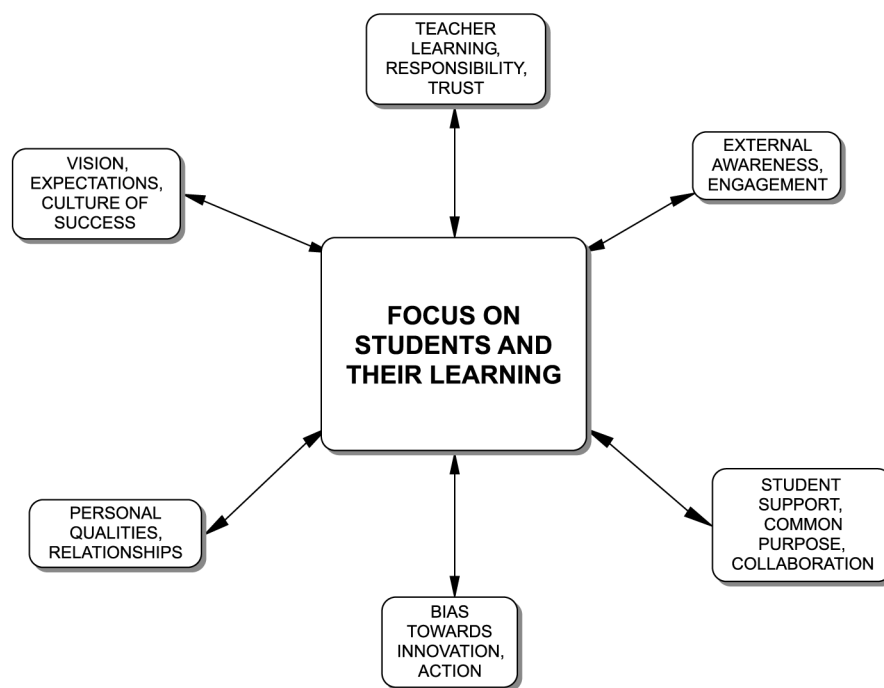 TEACHER
LEARNING,
RESPONSIBILITY,
TRUST
EXTERNAL
AWARENESS,
ENGAGEMENT
VISION,
EXPECTATIONS,
CULTURE OF
SUCCESS
FOCUS ON
STUDENTS AND
THEIR LEARNING
STUDENT
SUPPORT,
COMMON
PURPOSE,
COLLABORATION
PERSONAL
QUALITIES,
RELATIONSHIPS
BIAS
TOWARDS
INNOVATION,
ACTION